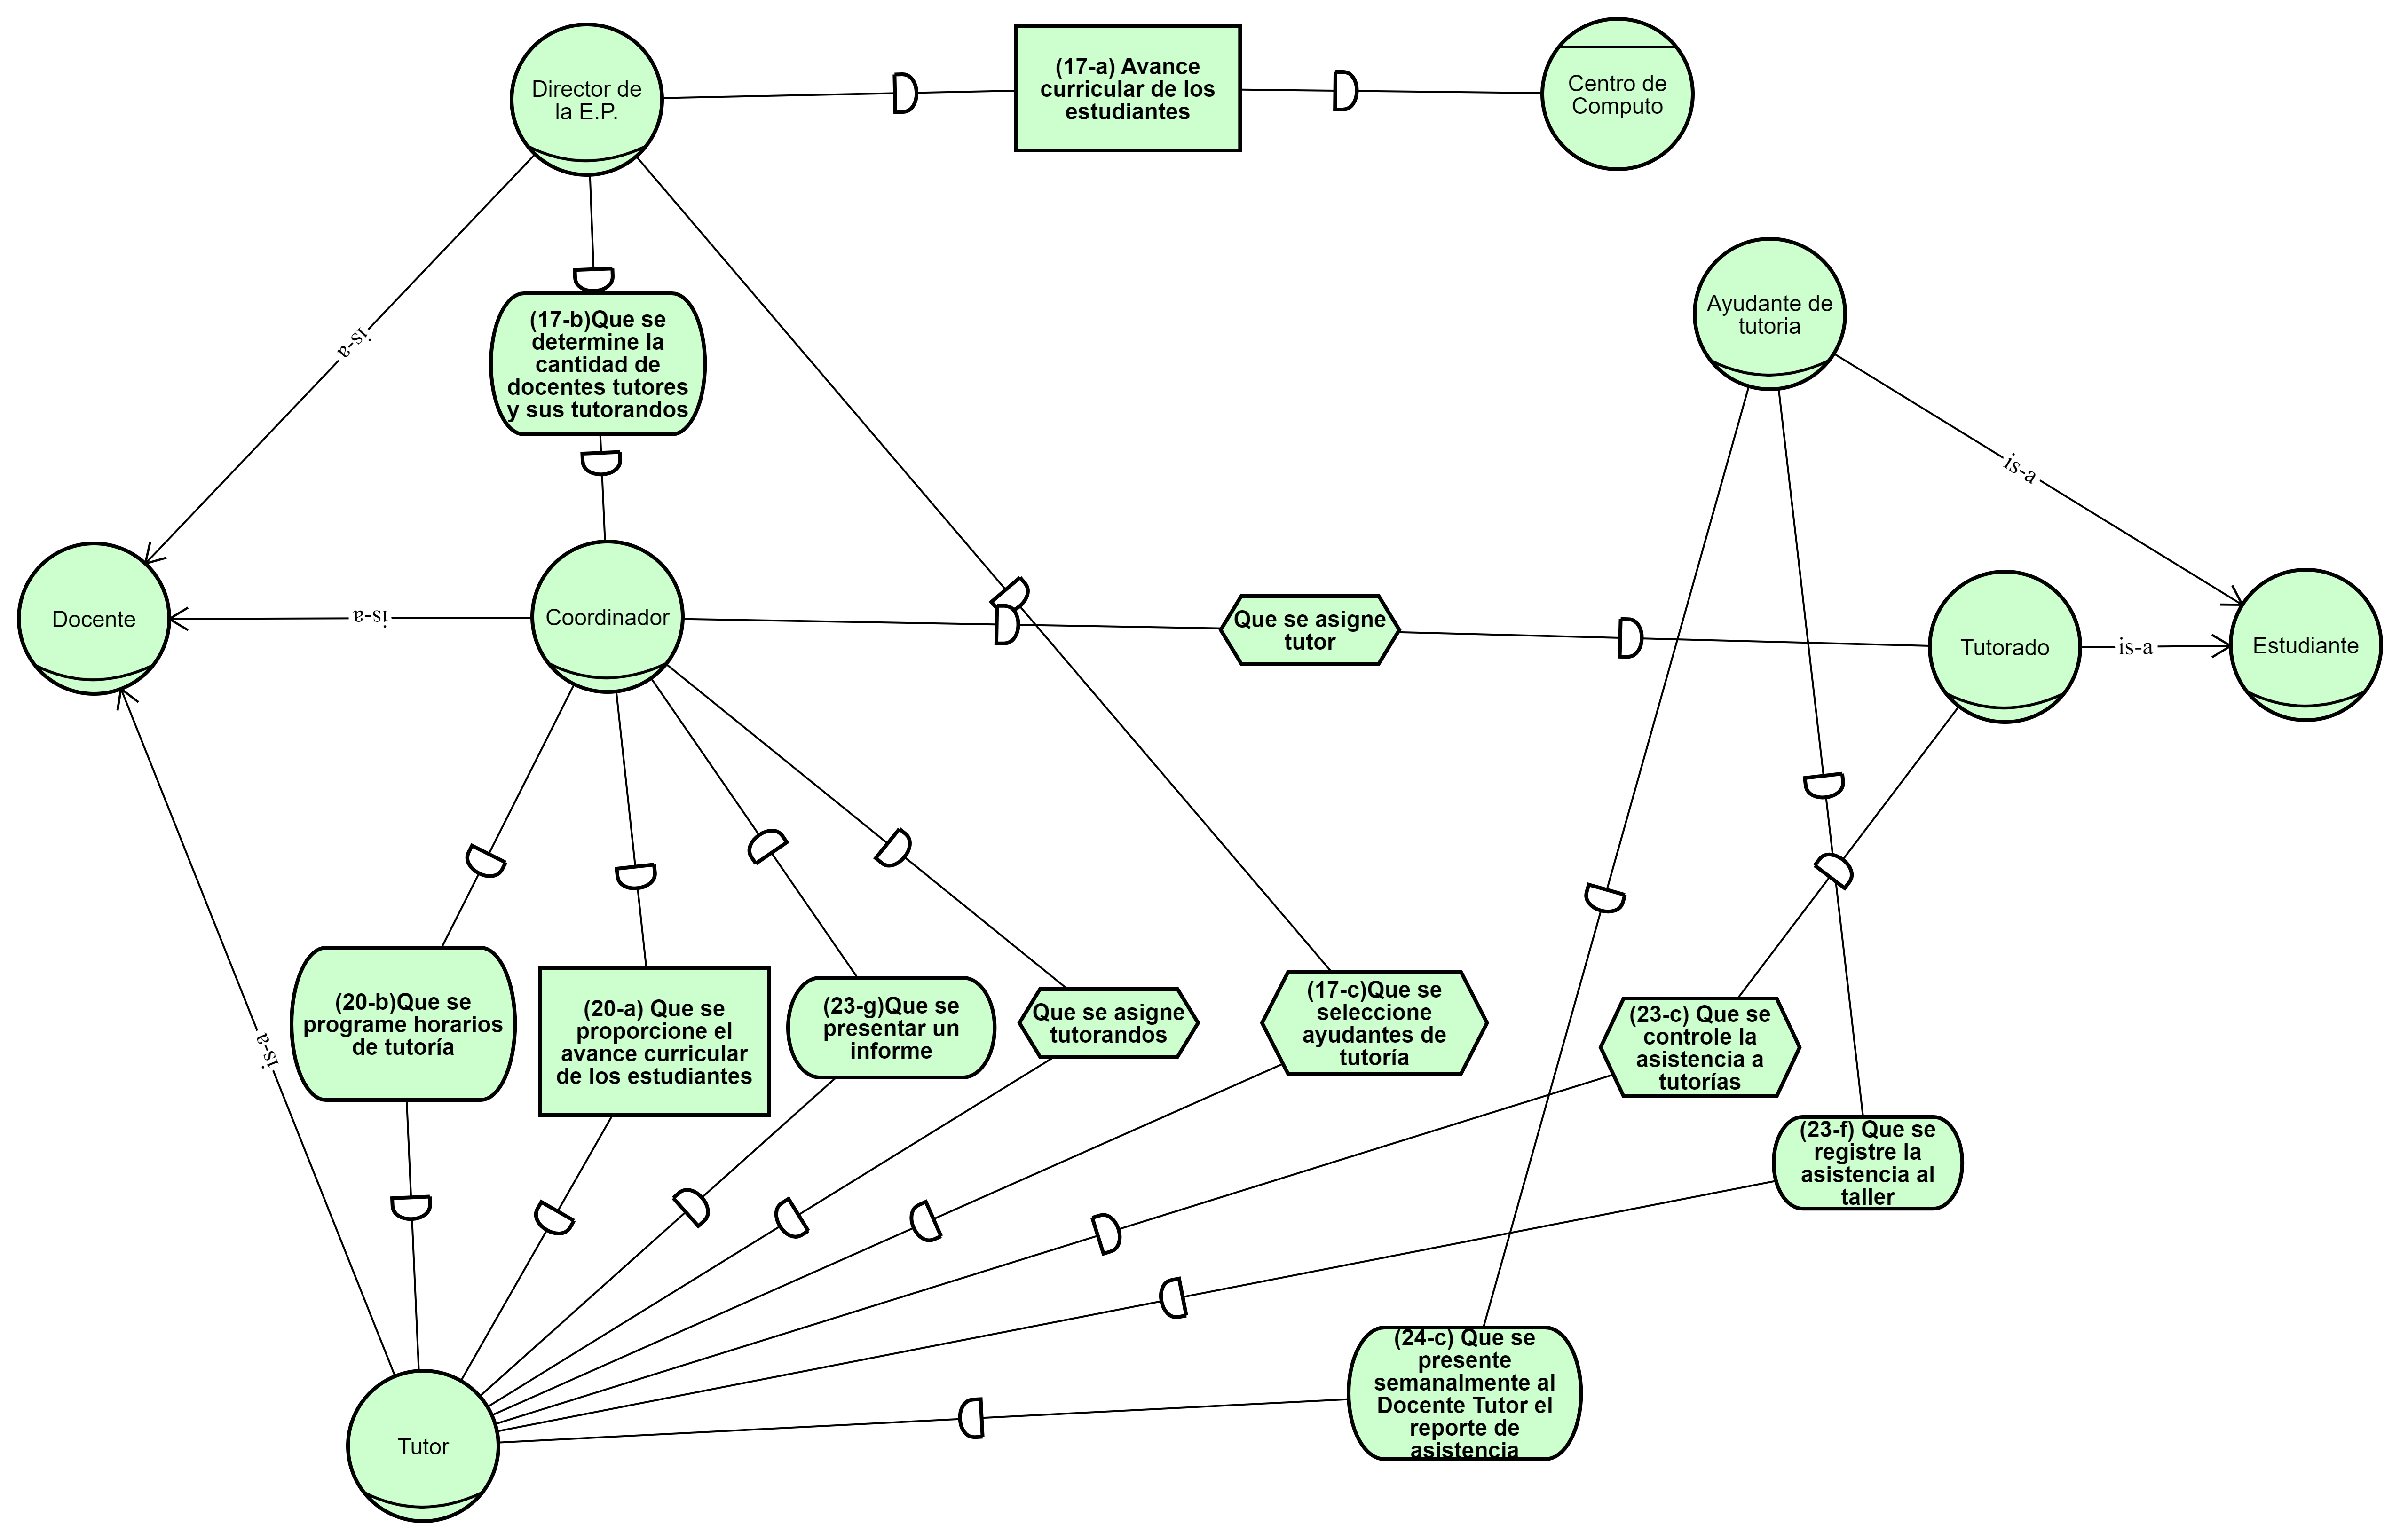 Director de
la E.P.
(17-a) Avance
curricular de los
estudiantes
Centro de
Computo
Ayudante de
tutoria
(17-b)Que se
determine la
cantidad de
docentes tutores
y sus tutorandos
is-a
is-a
Docente
is-a
Coordinador
Que se asigne
tutor
Tutorado
is-a
Estudiante
(20-b)Que se
programe horarios
de tutoría
(20-a) Que se
proporcione el
avance curricular
de los estudiantes
(23-g)Que se
presentar un
informe
Que se asigne
tutorandos
(17-c)Que se
seleccione
ayudantes de
tutoría
(23-c) Que se
controle la
asistencia a
tutorías
is-a
(23-f) Que se
registre la
asistencia al
taller
(24-c) Que se
presente
semanalmente al
Docente Tutor el
reporte de
asistencia
Tutor